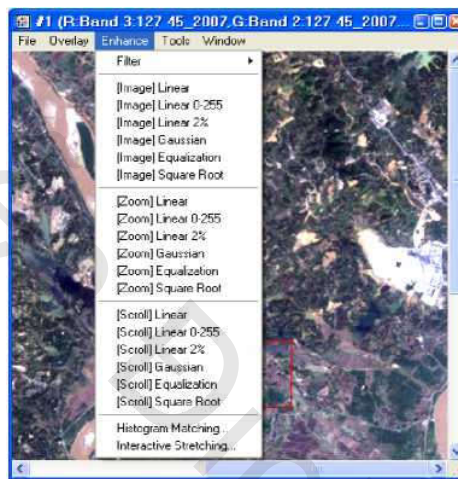 #1 (R:Band 3:127 45_2007,G:Band 2:127 45_2007,...
File Overlay Enhance Tools Window
Filter
[Image] Linear
[Image] Linear 0-255
[Image] Linear 2%
[Image] Gaussian
[Image] Equalization
[Image] Square Root
[Zoom] Linear
[Zoom] Linear 0-255
[Zoom] Linear 2%
[Zoom] Gaussian
[Zoom] Equalization
[Zoom] Square Root
[Scroll] Linear
[Scroll] Linear 0-255
[Scroll] Linear 2%
[Scroll] Gaussian
[Scroll] Equalization
[Scroll] Square Root
Histogram Matching...
Interactive Stretching...